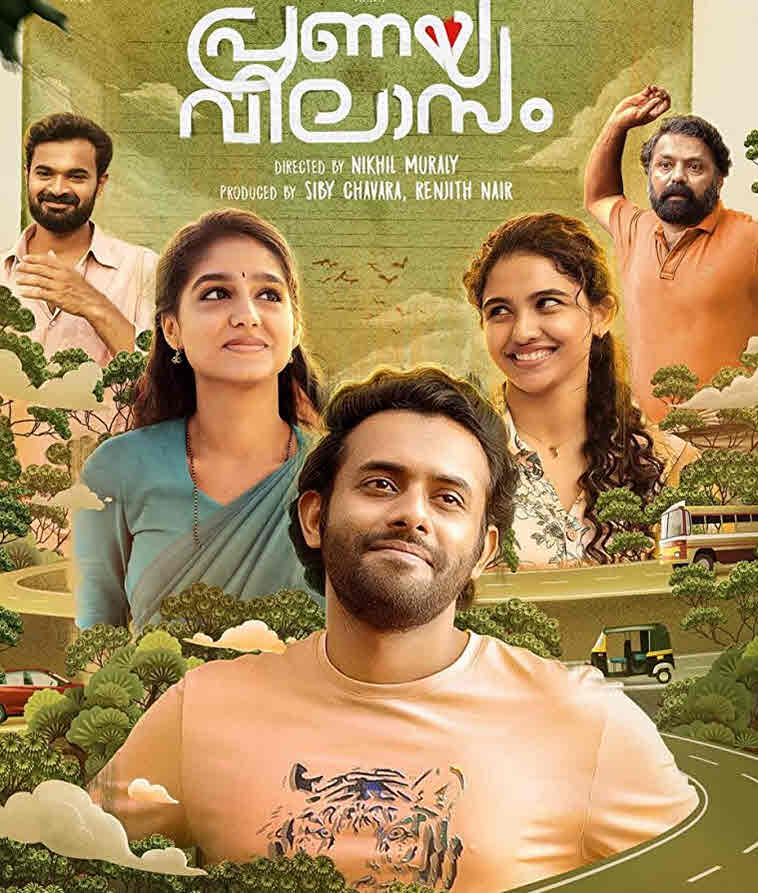 പ്രണയ
വിലാസം
DIRECTED BY NIKHIL MURALY
PRODUCED BY SIBY CHAVARA, RENJITH NAIR